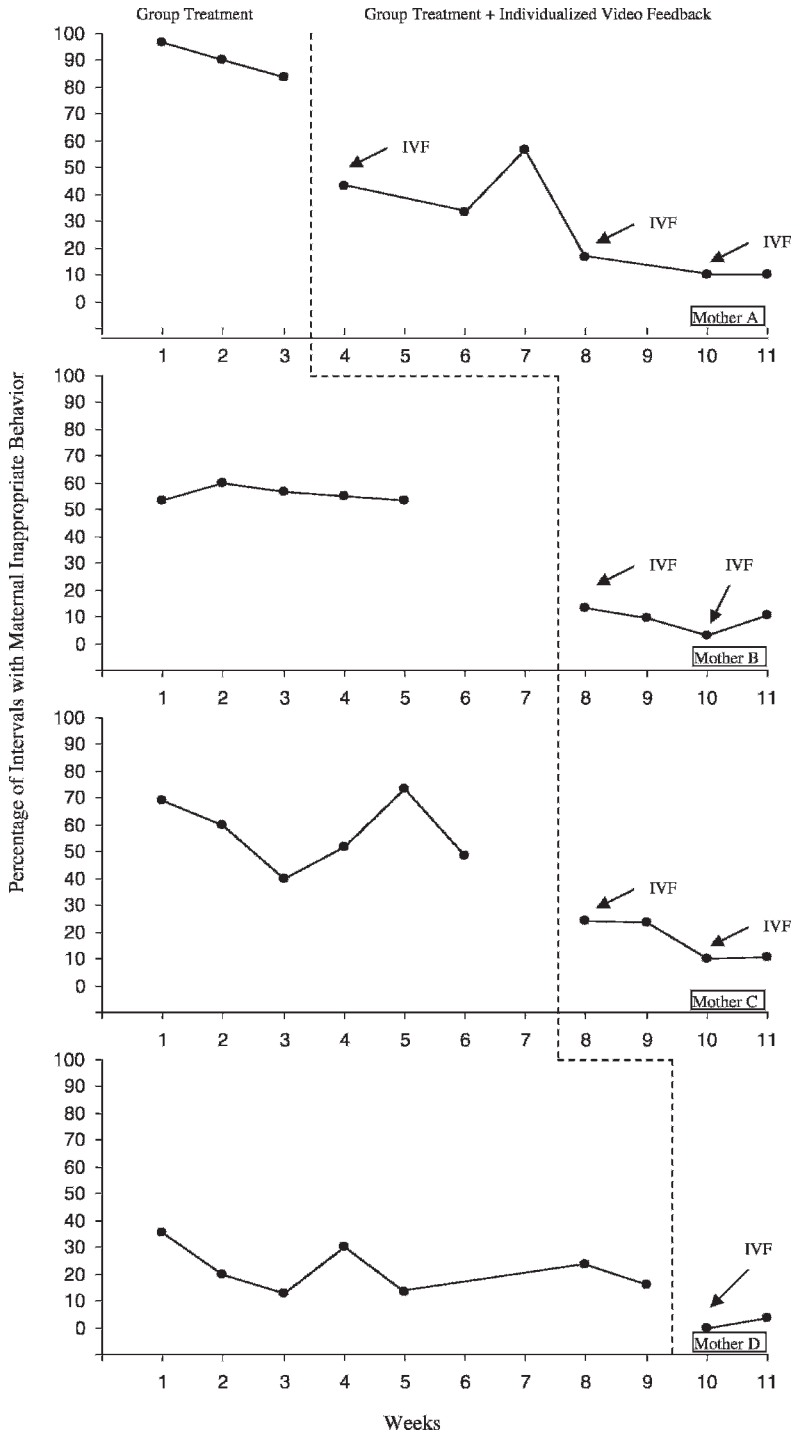 Group Treatment
Group Treatment + Individualized Video Feedback
Percentage of Intervals with Maternal Inappropriate Behavior
100
90
80
70
60
50
40
30
20
10
0
IVF
IVF
IVF
Mother A
1 2 3 4 5 6 7 8 9 10 11
100
90
80
70
60
50
40
30
20
10
0
IVF
IVF
Mother B
1 2 3 4 5 6 7 8 9 10 11
100
90
80
70
60
50
40
30
20
10
0
IVF
IVF
Mother C
1 2 3 4 5 6 7 8 9 10 11
100
90
80
70
60
50
40
30
20
10
0
IVF
Mother D
1 2 3 4 5 6 7 8 9 10 11
Weeks